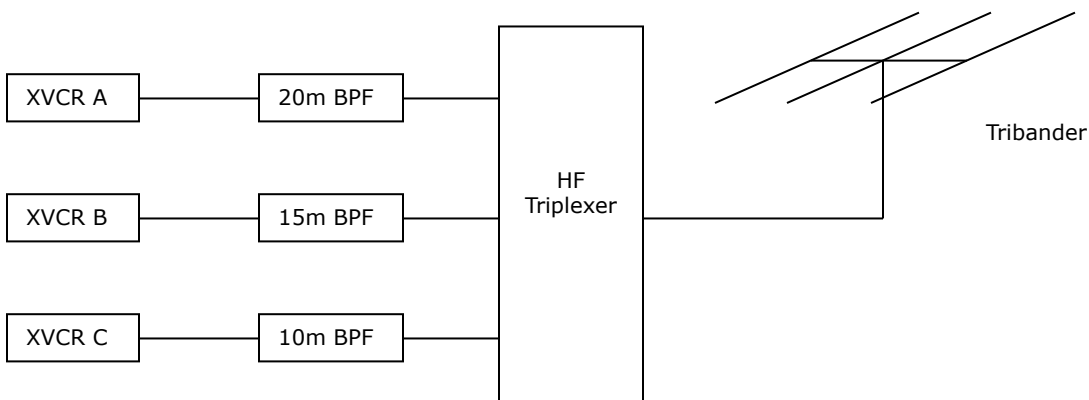 XVCR A
20m BPF
Tribander
HF
Triplexer
XVCR B
15m BPF
XVCR C
10m BPF